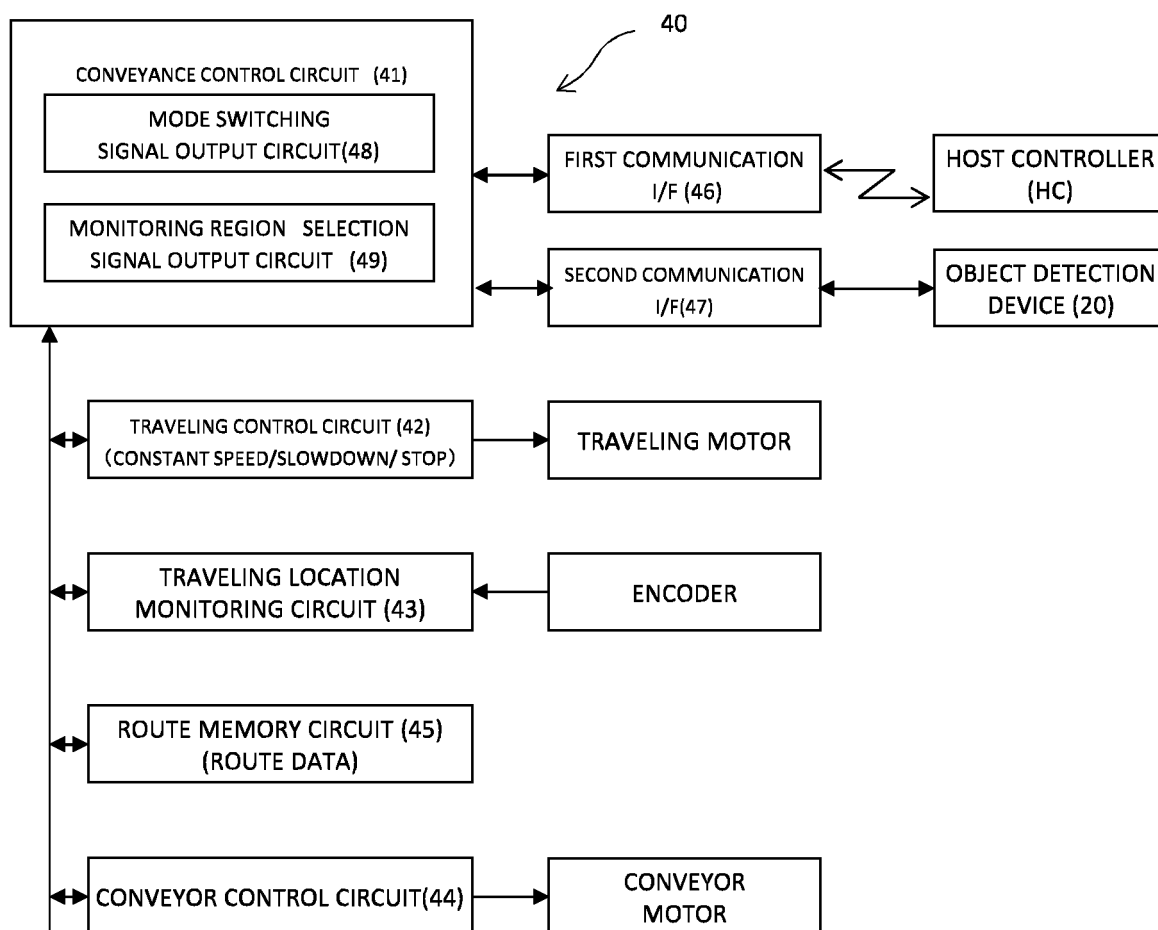 40
CONVEYANCE CONTROL CIRCUIT (41)
MODE SWITCHING
SIGNAL OUTPUT CIRCUIT(48)
MONITORING REGION SELECTION
SIGNAL OUTPUT CIRCUIT (49)
FIRST COMMUNICATION
I/F (46)
HOST CONTROLLER
(HC)
SECOND COMMUNICATION
I/F(47)
OBJECT DETECTION
DEVICE (20)
TRAVELING CONTROL CIRCUIT (42)
(CONSTANT SPEED/SLOWDOWN/ STOP)
TRAVELING MOTOR
TRAVELING LOCATION
MONITORING CIRCUIT (43)
ENCODER
ROUTE MEMORY CIRCUIT (45)
(ROUTE DATA)
CONVEYOR CONTROL CIRCUIT(44)
CONVEYOR
MOTOR